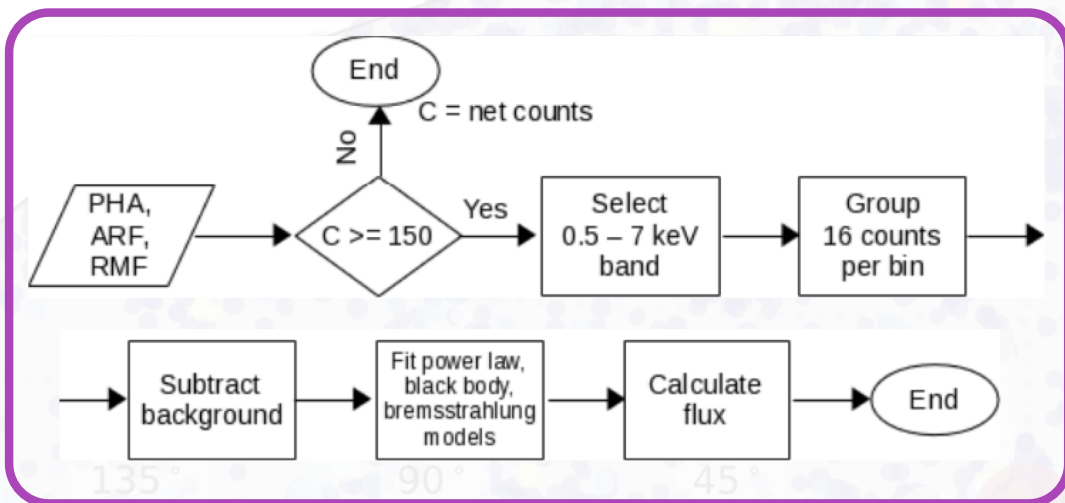 End
C = net counts
No
PHA,
ARF,
RMF
C >= 150
Yes
Select
0.5 – 7 keV
band
Group
16 counts
per bin
Subtract
background
Fit power law,
black body,
bremsstrahlung
models
Calculate
flux
End
135°
90°
45°